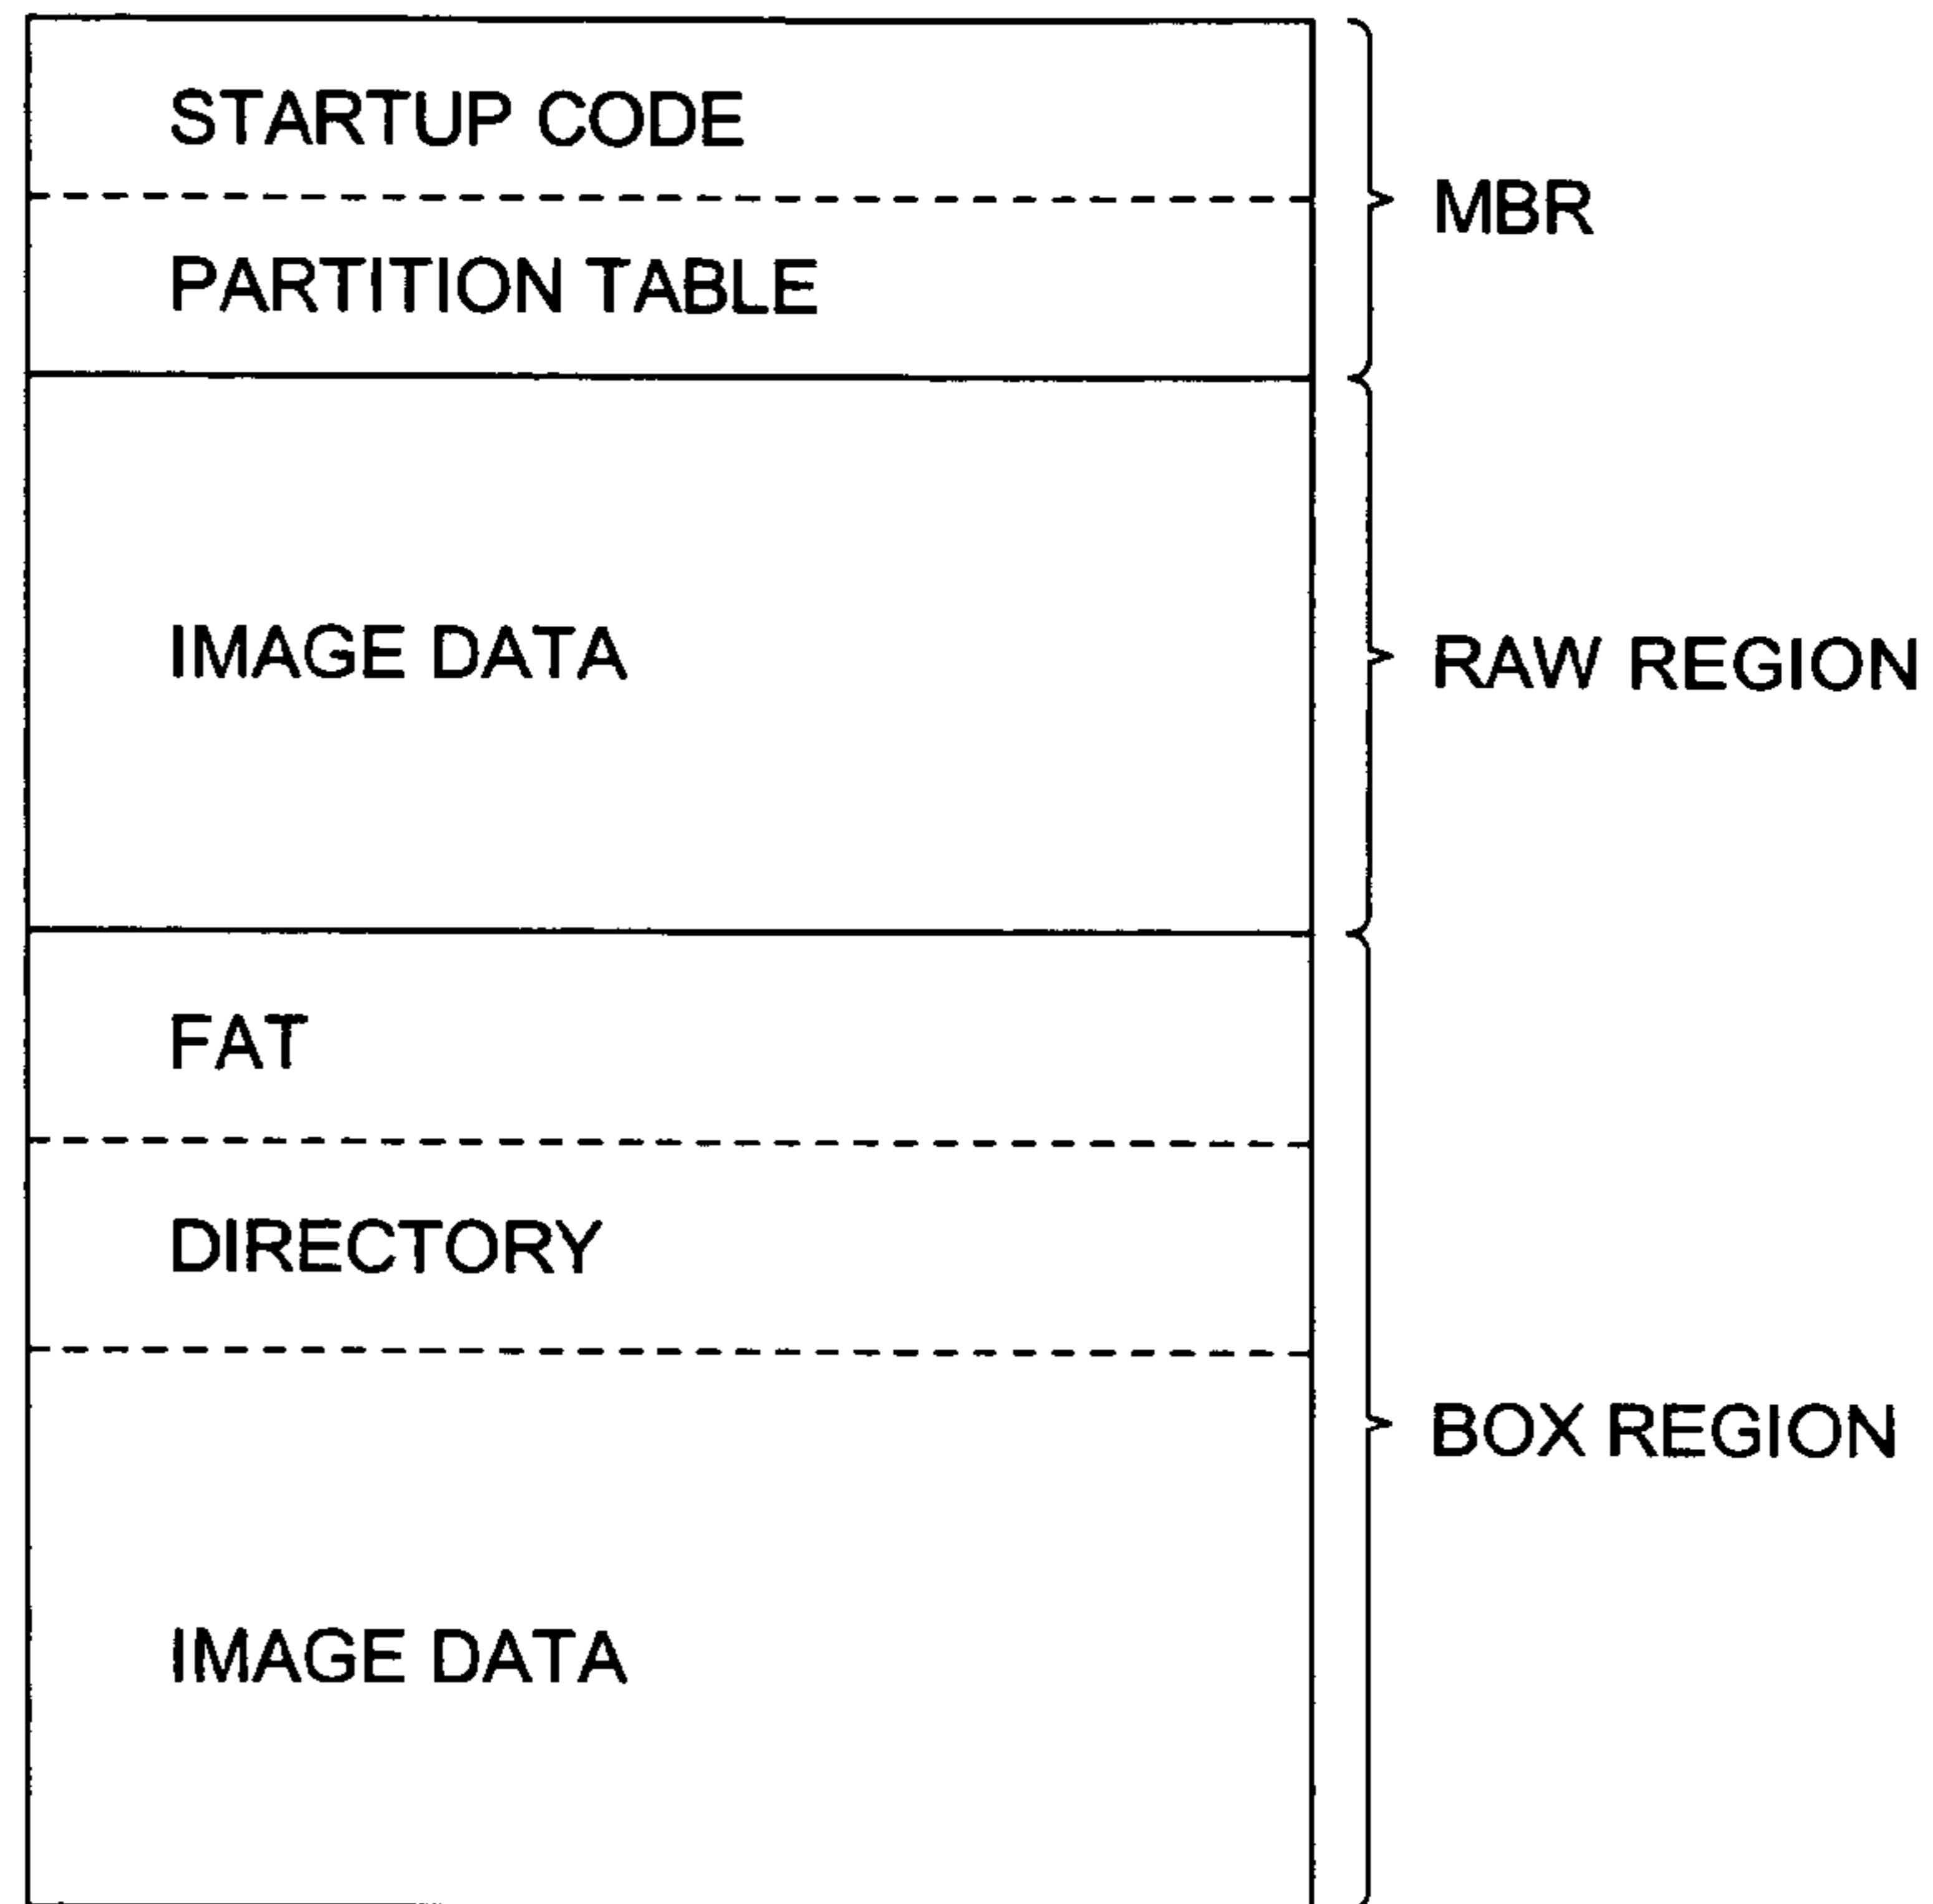 STARTUP CODE
PARTITION TABLE
MBR
IMAGE DATA
RAW REGION
FAT
DIRECTORY
BOX REGION
IMAGE DATA